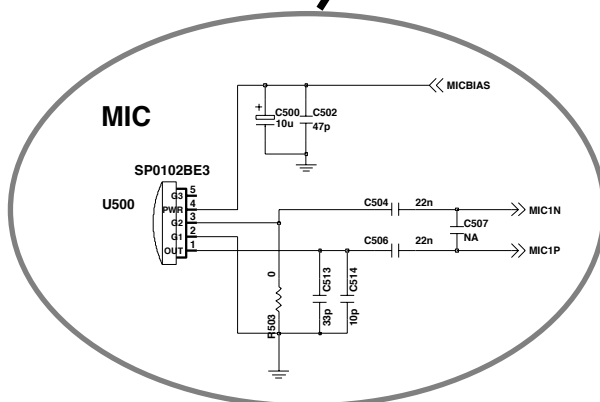 MICBIAS
C500
C502
+
10u
47p
MIC
SP0102BE3
U500
G3 5
PWR 4
G2 3
G1 2
OUT 1
C504 22n
MIC1N
C507
NA
C506 22n
MIC1P
0
R503
C513
33p
C514
10p